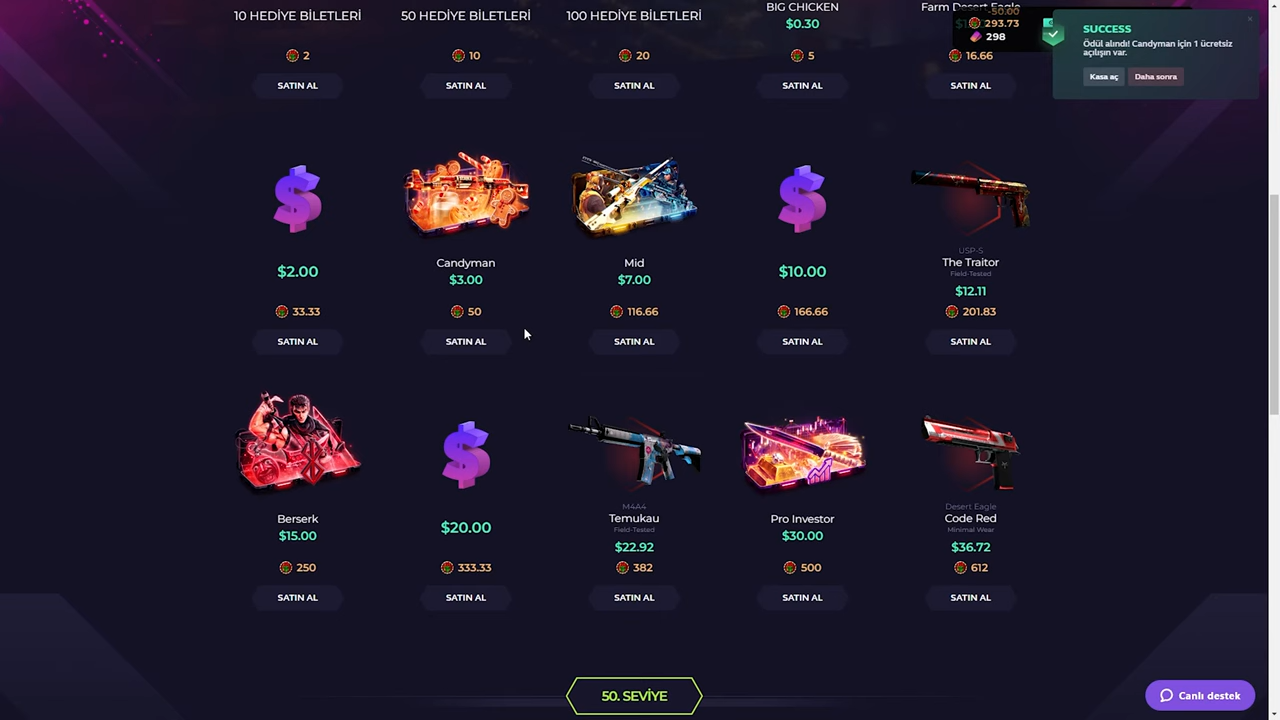 10 HEDİYE BİLETLERİ
50 HEDİYE BİLETLERİ
100 HEDİYE BİLETLERİ
BIG CHICKEN
$0.30
Farm Desert Eagle
-50.00
293.73
298
SUCCESS
Ödül alındı! Candyman için 1 ücretsiz
açılışın var.
Kasa aç
Daha sonra
2
10
20
5
16.66
SATIN AL
SATIN AL
SATIN AL
SATIN AL
SATIN AL
$2.00
33.33
SATIN AL
Candyman
$3.00
50
SATIN AL
Mid
$7.00
116.66
SATIN AL
$10.00
166.66
SATIN AL
USP-S
The Traitor
Field-Tested
$12.11
201.83
SATIN AL
Berserk
$15.00
250
SATIN AL
$20.00
333.33
SATIN AL
M4A4
Temukau
Field-Tested
$22.92
382
SATIN AL
Pro Investor
$30.00
500
SATIN AL
Desert Eagle
Code Red
Minimal Wear
$36.72
612
SATIN AL
50. SEVİYE
Canlı destek